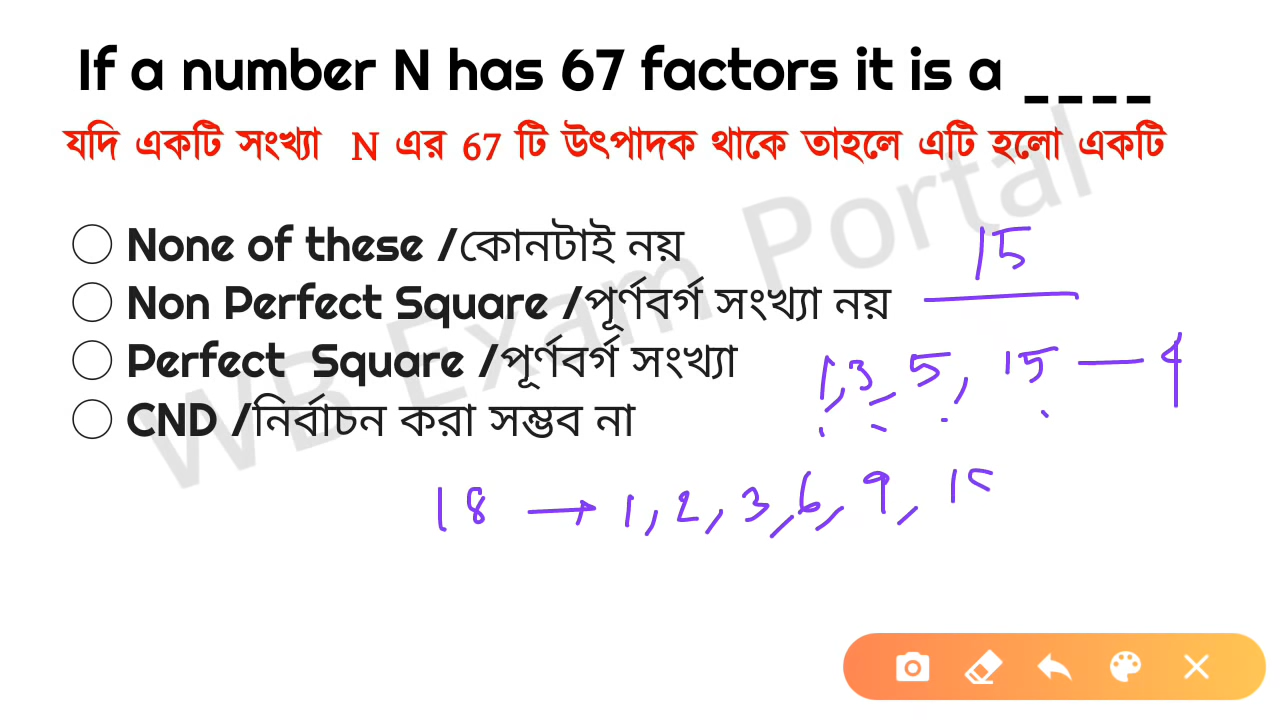 If a number N has 67 factors it is a ____
যদি একটি সংখ্যা N এর 67 টি উৎপাদক থাকে তাহলে এটি হলো একটি
None of these /কোনটাই নয়
Non Perfect Square /পূর্ণবর্গ সংখ্যা নয়
Perfect Square /পূর্ণবর্গ সংখ্যা
CND /নির্বাচন করা সম্ভব না
15
1, 3, 5, 15 — 4
18 → 1, 2, 3, 6, 9,
WB Exam Portal